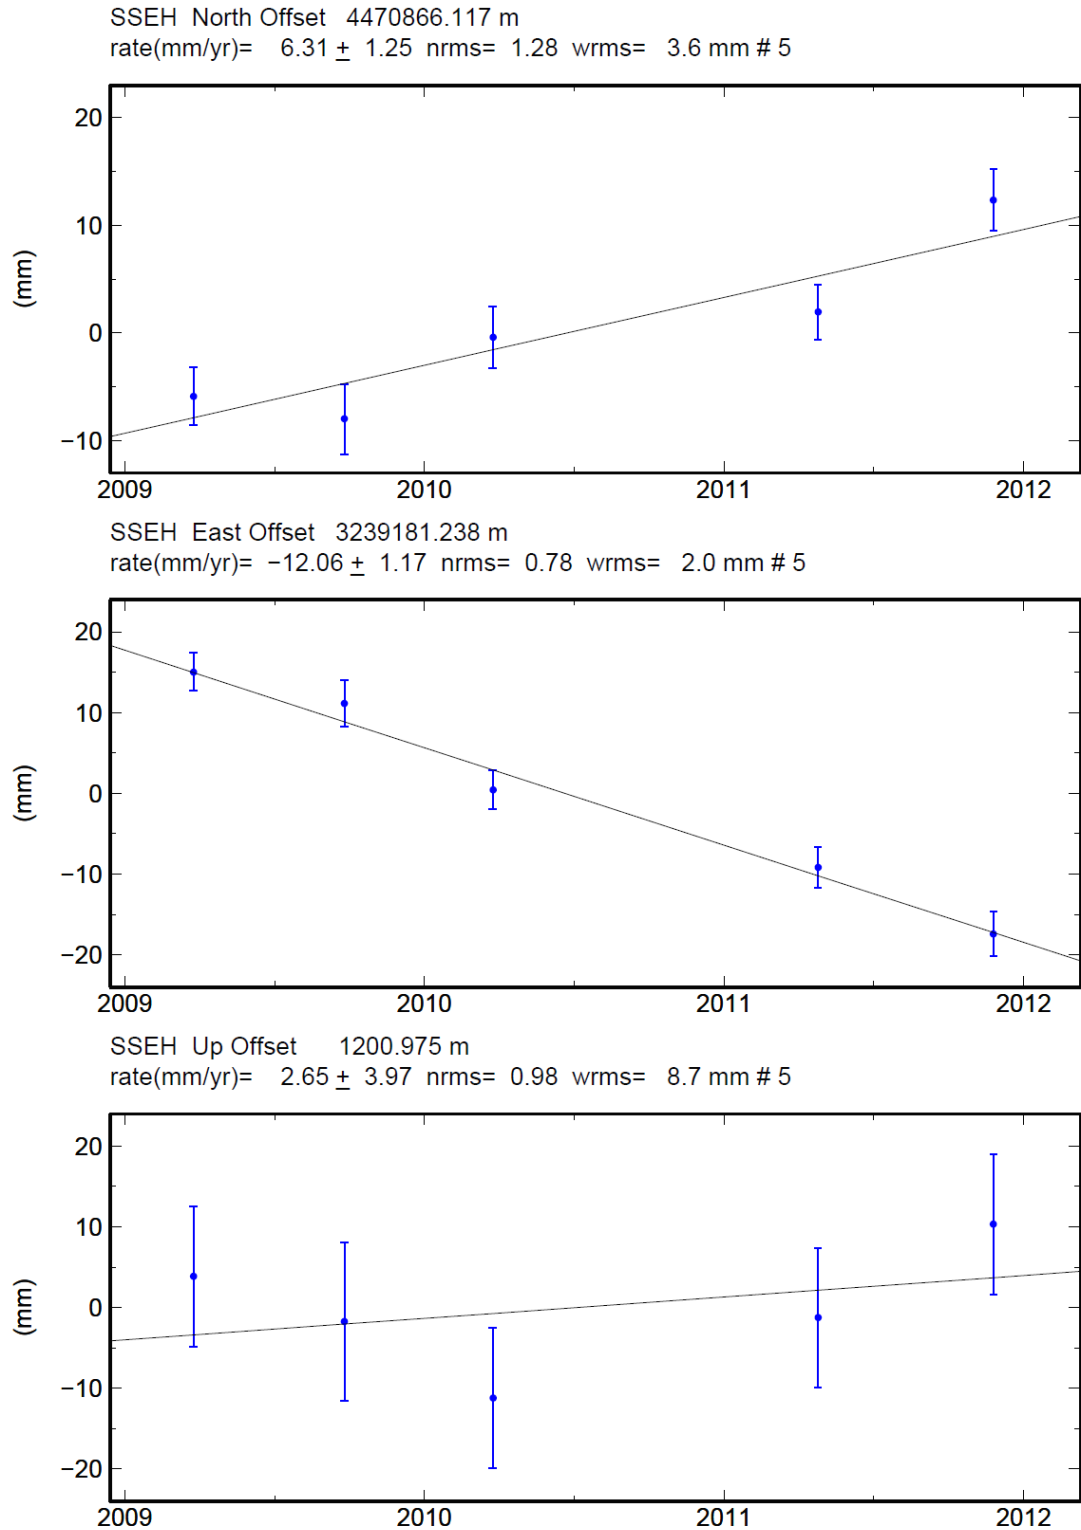 SSEH North Offset 4470866.117 m
rate(mm/yr)= 6.31 ± 1.25 nrms= 1.28 wrms= 3.6 mm # 5
20
10
0
−10
(mm)
2009 2010 2011 2012
SSEH East Offset 3239181.238 m
rate(mm/yr)= −12.06 ± 1.17 nrms= 0.78 wrms= 2.0 mm # 5
20
10
0
−10
−20
(mm)
2009 2010 2011 2012
SSEH Up Offset 1200.975 m
rate(mm/yr)= 2.65 ± 3.97 nrms= 0.98 wrms= 8.7 mm # 5
20
10
0
−10
−20
(mm)
2009 2010 2011 2012